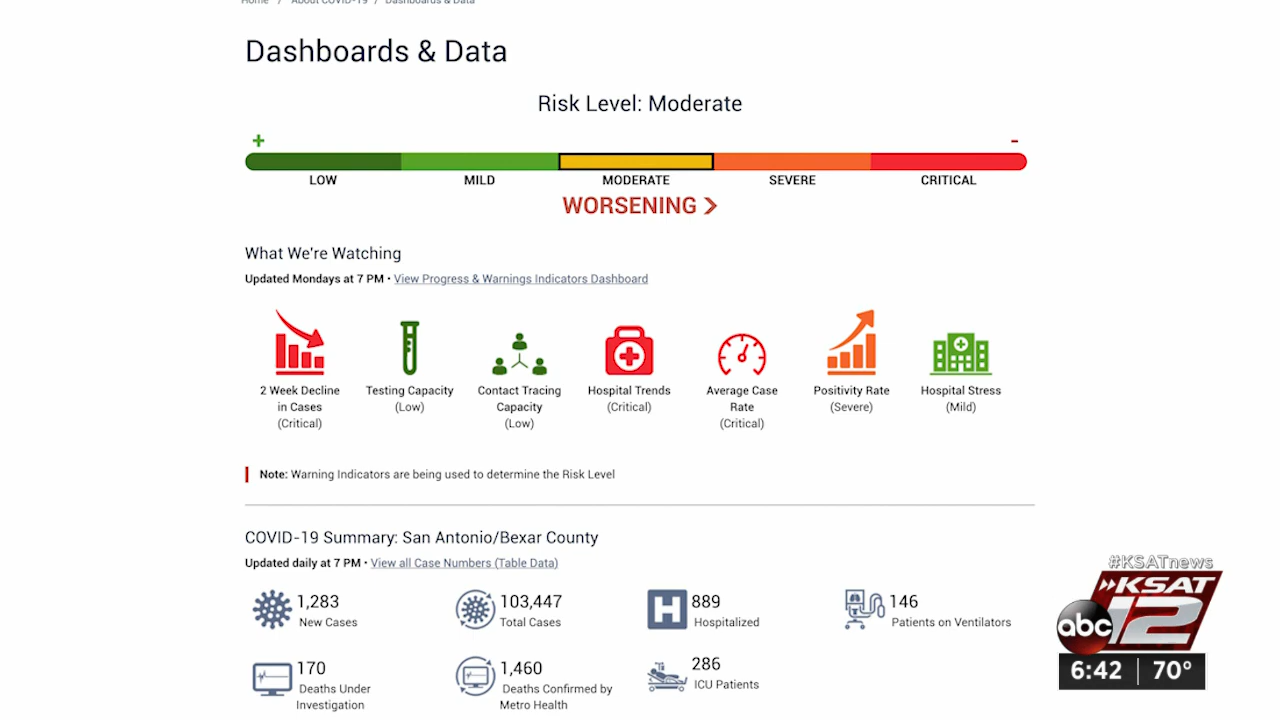 Home / About COVID-19 / Dashboards & Data
Dashboards & Data
Risk Level: Moderate
+ -
LOW MILD MODERATE SEVERE CRITICAL
WORSENING >
What We're Watching
Updated Mondays at 7 PM • View Progress & Warnings Indicators Dashboard
2 Week Decline
in Cases
(Critical)
Testing Capacity
(Low)
Contact Tracing
Capacity
(Low)
Hospital Trends
(Critical)
Average Case
Rate
(Critical)
Positivity Rate
(Severe)
Hospital Stress
(Mild)
Note: Warning Indicators are being used to determine the Risk Level
COVID-19 Summary: San Antonio/Bexar County
Updated daily at 7 PM • View all Case Numbers (Table Data)
1,283
New Cases
103,447
Total Cases
H
889
Hospitalized
146
Patients on Ventilators
170
Deaths Under
Investigation
1,460
Deaths Confirmed by
Metro Health
286
ICU Patients
#KSATnews
KSAT
abc 12
6:42 70°